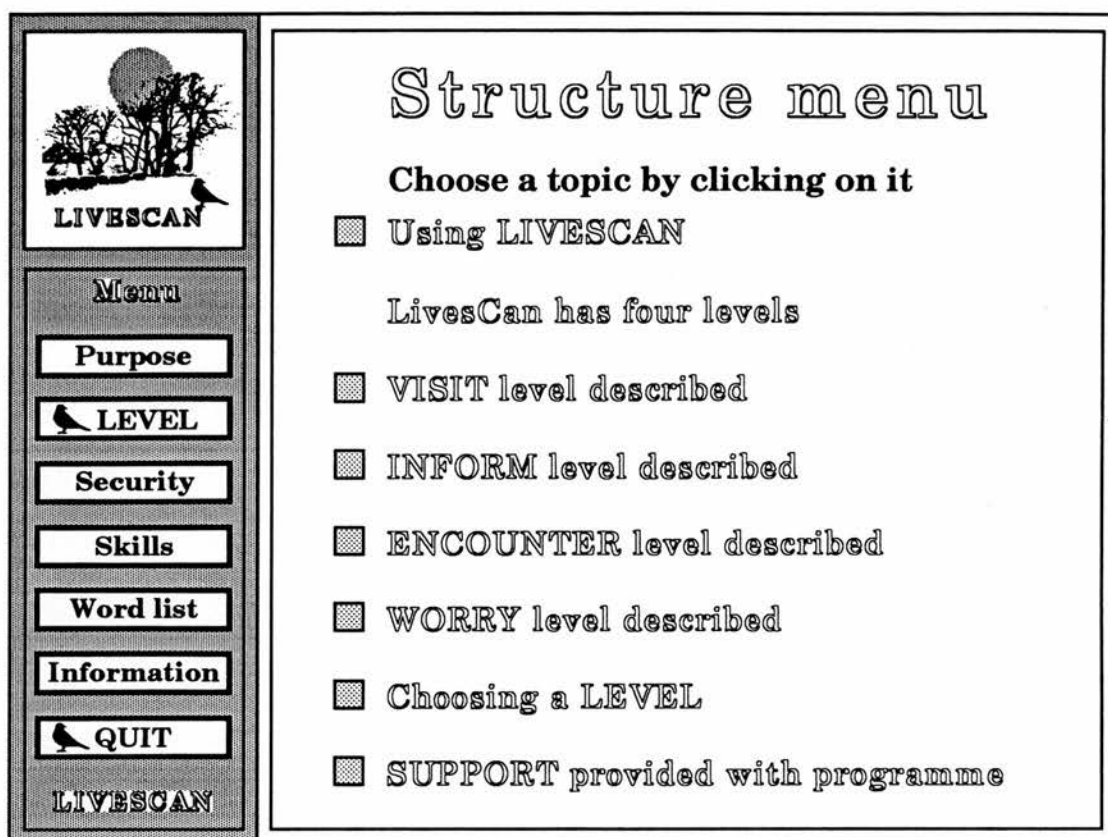 LIVESCAN
Menu
Purpose
LEVEL
Security
Skills
Word list
Information
QUIT
LIVESCAN
Structure menu
Choose a topic by clicking on it
Using LIVESCAN
LivesCan has four levels
VISIT level described
INFORM level described
ENCOUNTER level described
WORRY level described
Choosing a LEVEL
SUPPORT provided with programme